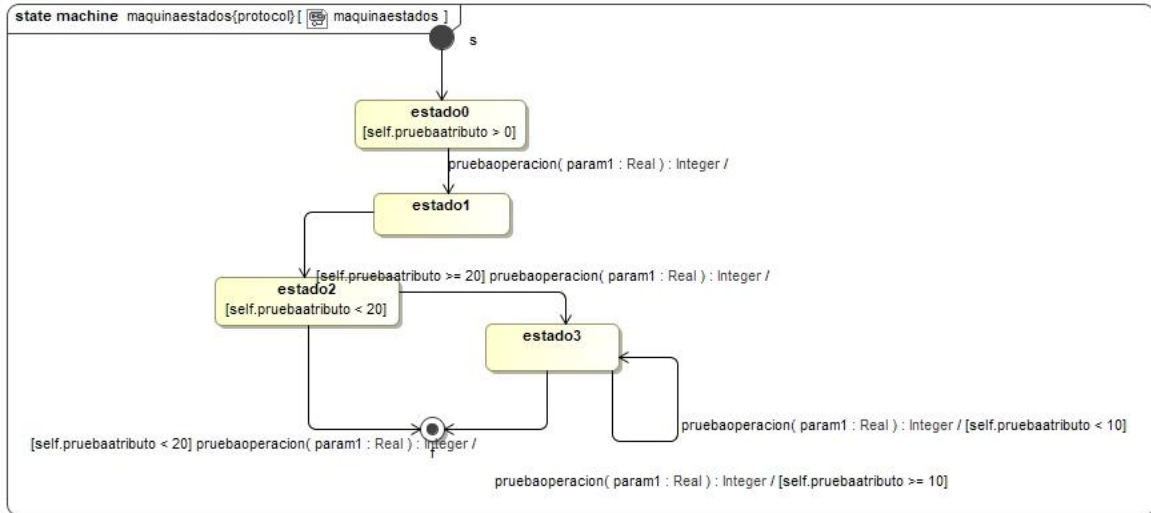 state machine maquinaestados{protocol} [ maquinaestados ]
s
estado0
[self.pruebaatributo > 0]
pruebaoperacion( param1 : Real ) : Integer /
estado1
[self.pruebaatributo >= 20] pruebaoperacion( param1 : Real ) : Integer /
estado2
[self.pruebaatributo < 20]
estado3
pruebaoperacion( param1 : Real ) : Integer / [self.pruebaatributo < 10]
[self.pruebaatributo < 20] pruebaoperacion( param1 : Real ) : Integer /
f
pruebaoperacion( param1 : Real ) : Integer / [self.pruebaatributo >= 10]